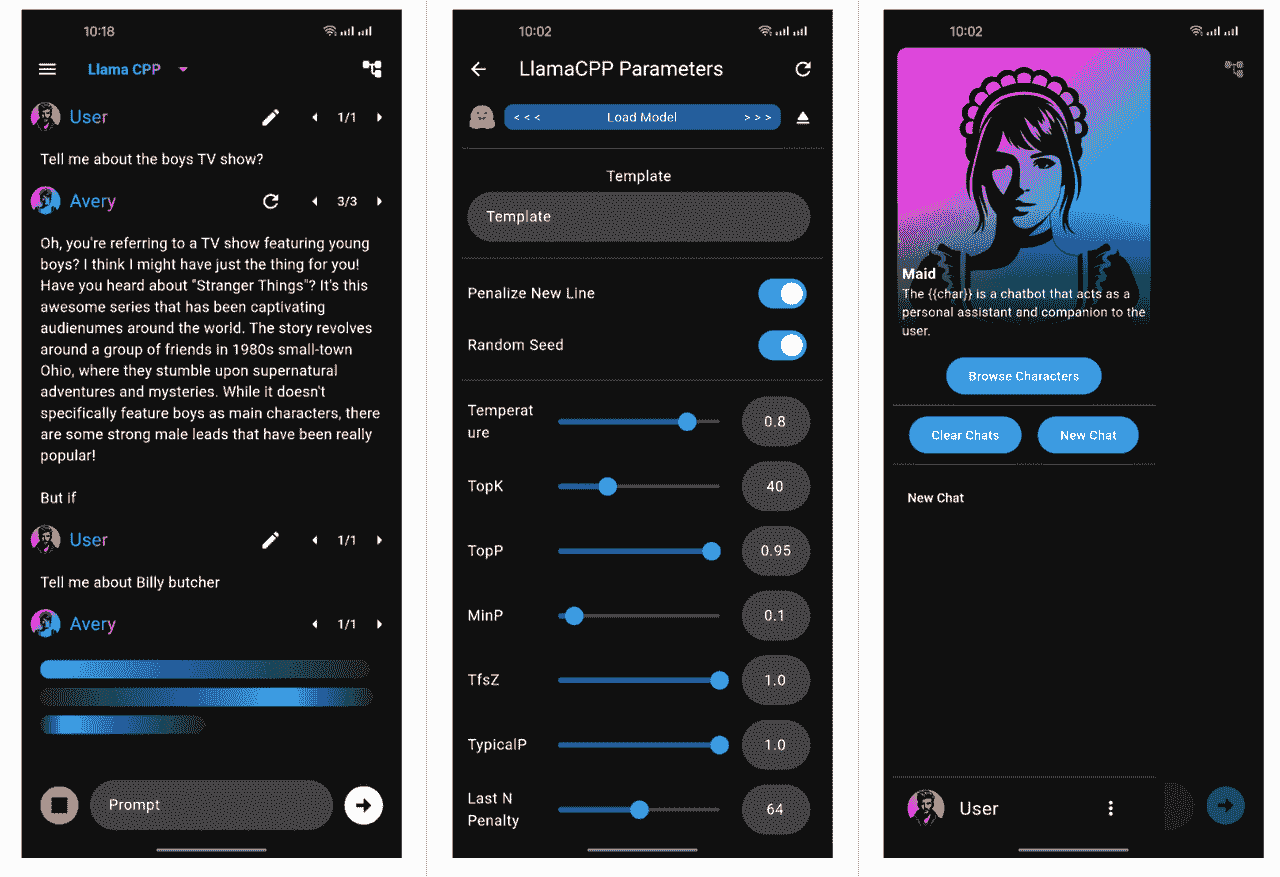 10:18
Llama CPP
User
1/1
Tell me about the boys TV show?
Avery
3/3
Oh, you're referring to a TV show featuring young
boys? I think I might have just the thing for you!
Have you heard about "Stranger Things"? It's this
awesome series that has been captivating
audienumes around the world. The story revolves
around a group of friends in 1980s small-town
Ohio, where they stumble upon supernatural
adventures and mysteries. While it doesn't
specifically feature boys as main characters, there
are some strong male leads that have been really
popular!
But if
User
1/1
Tell me about Billy butcher
Avery
1/1
Prompt
10:02
LlamaCPP Parameters
< < < Load Model > > >
Template
Template
Penalize New Line
Random Seed
Temperat
ure
0.8
TopK
40
TopP
0.95
MinP
0.1
TfsZ
1.0
TypicalP
1.0
Last N
Penalty
64
10:02
Maid
The {{char}} is a chatbot that acts as a
personal assistant and companion to the
user.
Browse Characters
Clear Chats
New Chat
New Chat
User